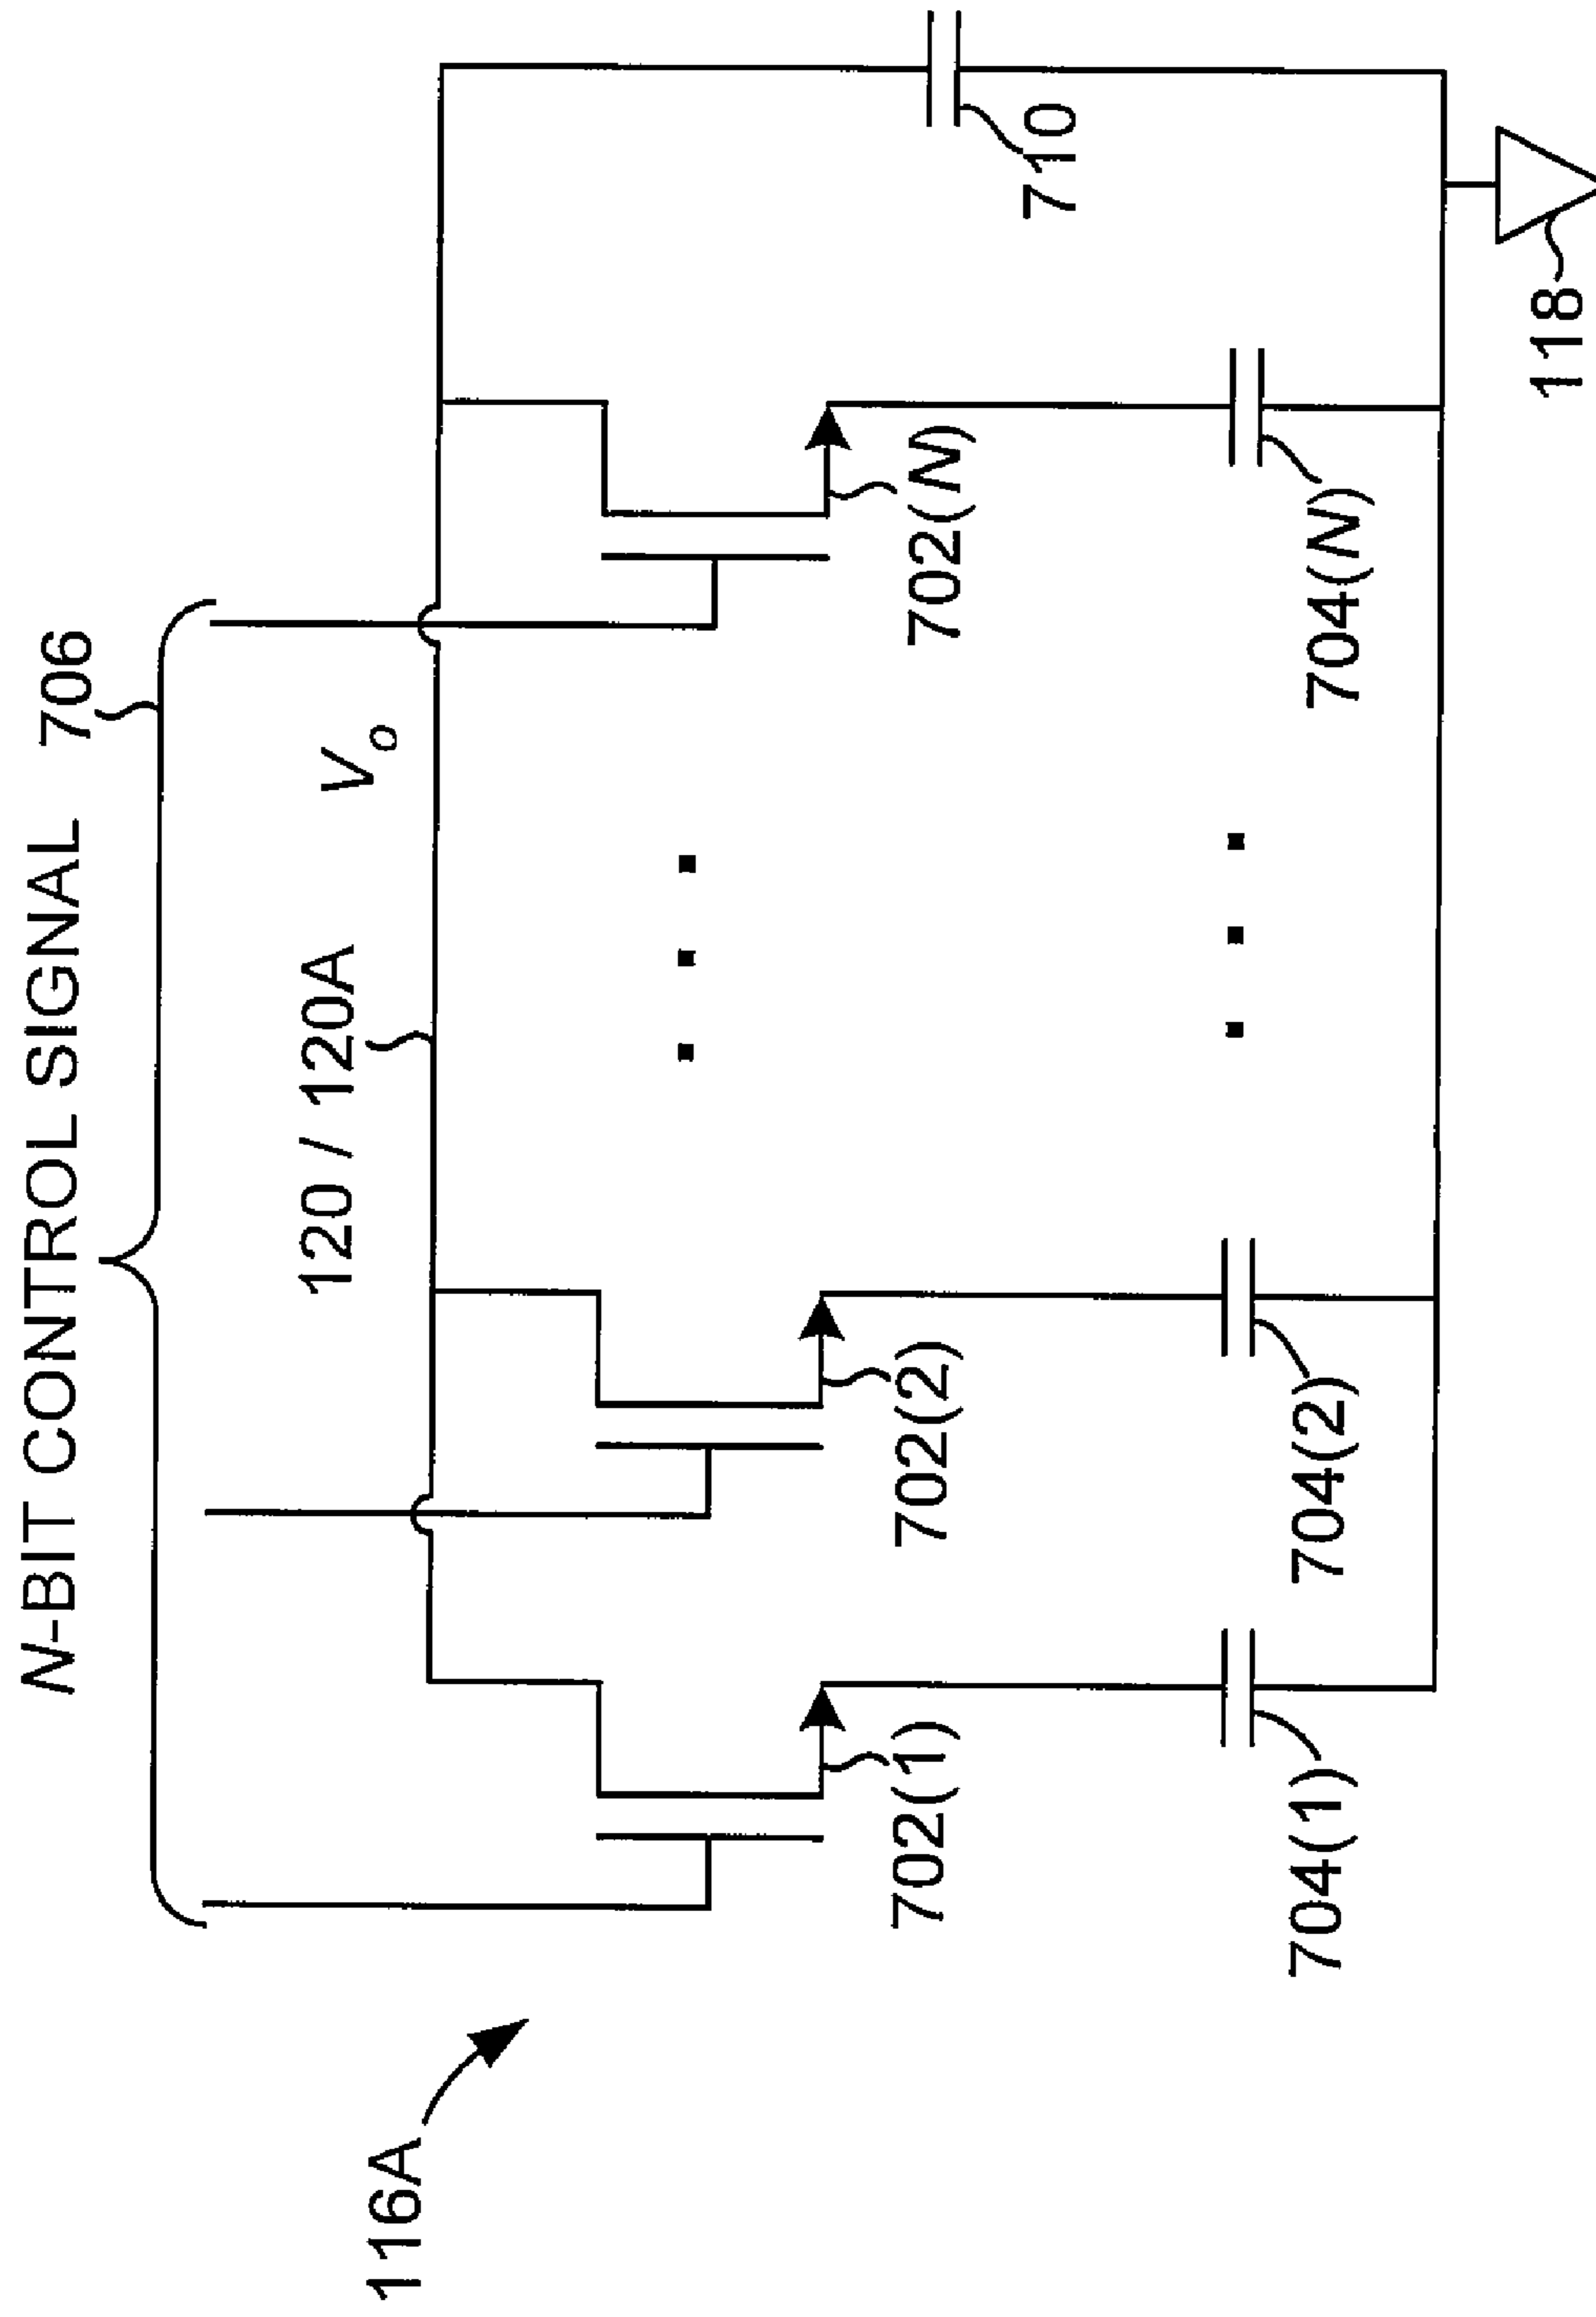 N-BIT CONTROL SIGNAL 706
120 / 120A
Vo
116A
702(1)
702(2)
702(N)
710
704(1)
704(2)
704(N)
118